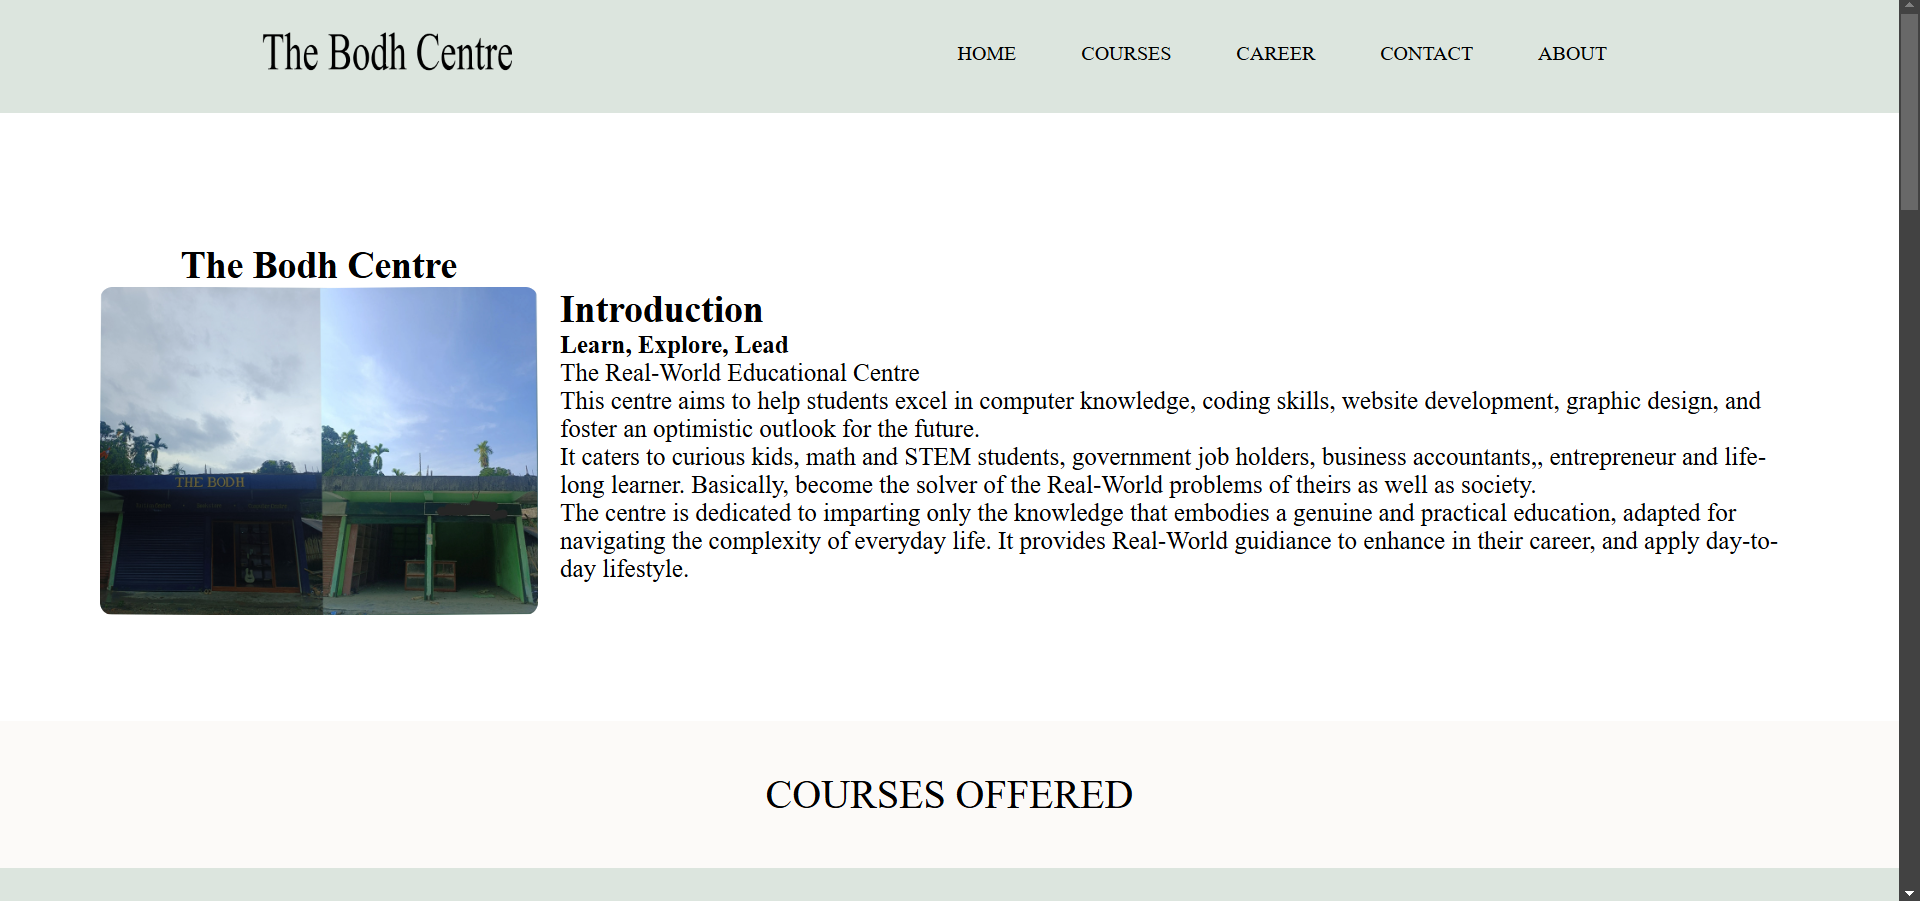 The Bodh Centre
HOME COURSES CAREER CONTACT ABOUT
The Bodh Centre
THE BODH
Introduction
Learn, Explore, Lead
The Real-World Educational Centre
This centre aims to help students excel in computer knowledge, coding skills, website development, graphic design, and
foster an optimistic outlook for the future.
It caters to curious kids, math and STEM students, government job holders, business accountants,, entrepreneur and life-
long learner. Basically, become the solver of the Real-World problems of theirs as well as society.
The centre is dedicated to imparting only the knowledge that embodies a genuine and practical education, adapted for
navigating the complexity of everyday life. It provides Real-World guidiance to enhance in their career, and apply day-to-
day lifestyle.
COURSES OFFERED